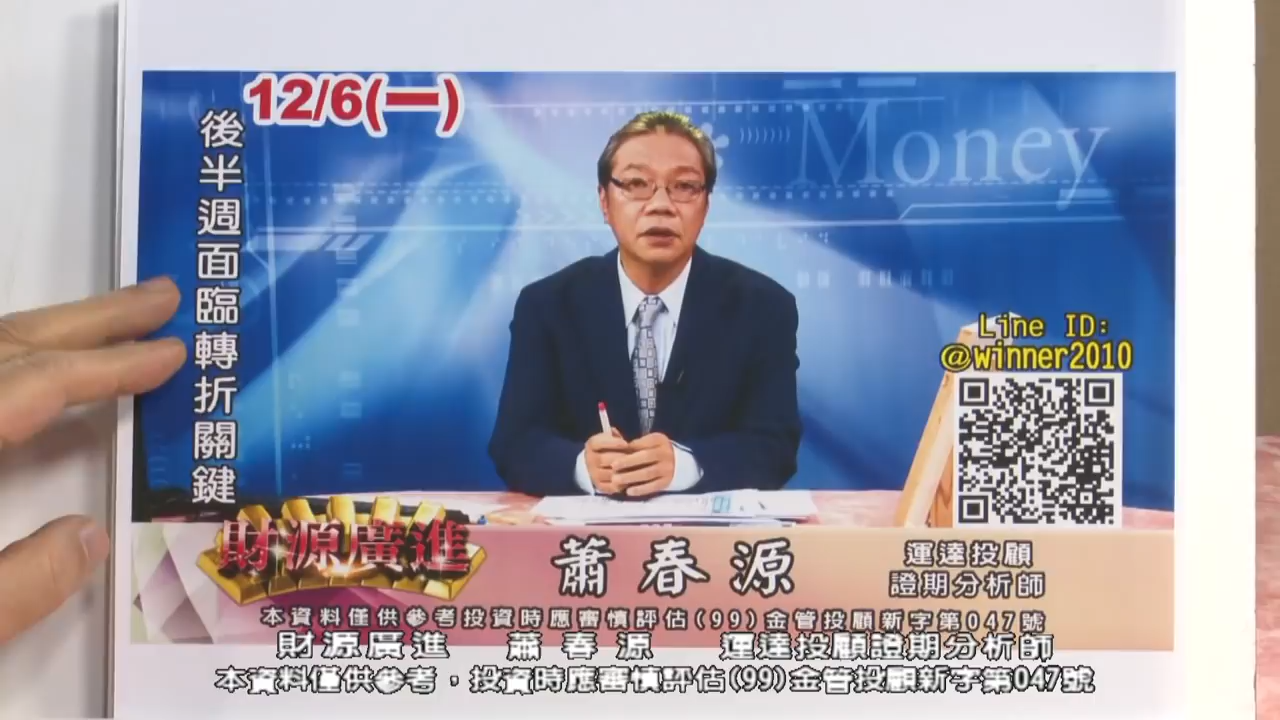 12/6(一)
後半週面臨轉折關鍵
Money
Line ID:
@winner2010
財源廣進
蕭春源
運達投顧
證期分析師
本資料僅供參考投資時應審慎評估(99)金管投顧新字第047號
財源廣進 蕭春源 運達投顧證期分析師
本資料僅供參考，投資時應審慎評估(99)金管投顧新字第047號